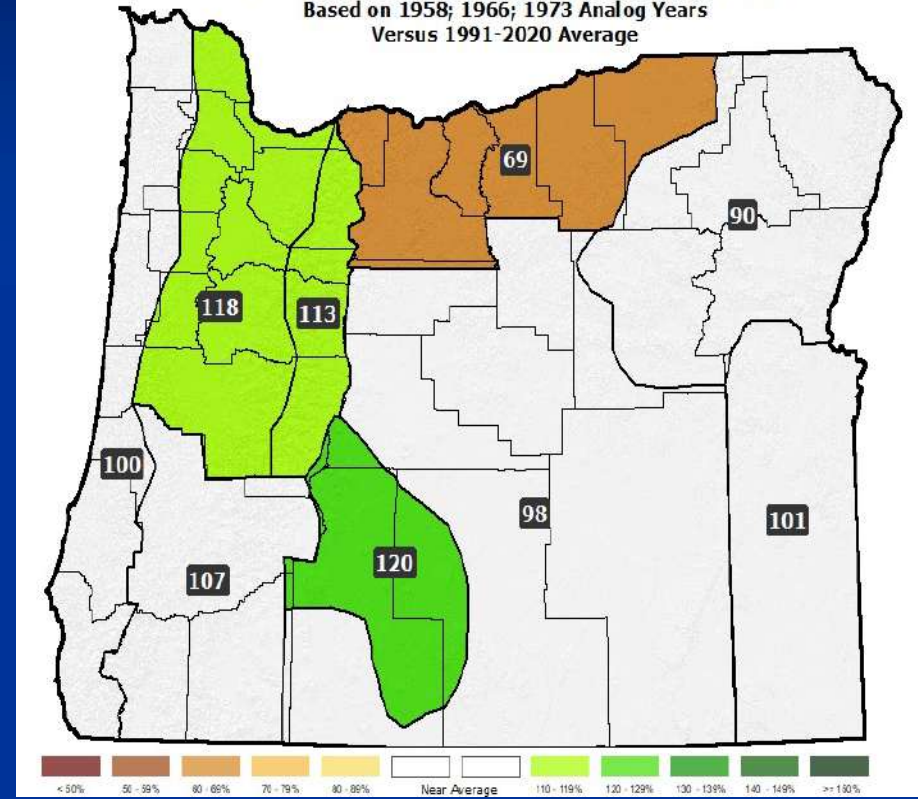 Based on 1958; 1966; 1973 Analog Years
Versus 1991-2020 Average
69
90
118
113
100
98
101
120
107
< 50%
50 - 59%
60 - 69%
70 - 79%
80 - 89%
Near Average
110 - 119%
120 - 129%
130 - 139%
140 - 149%
>= 150%